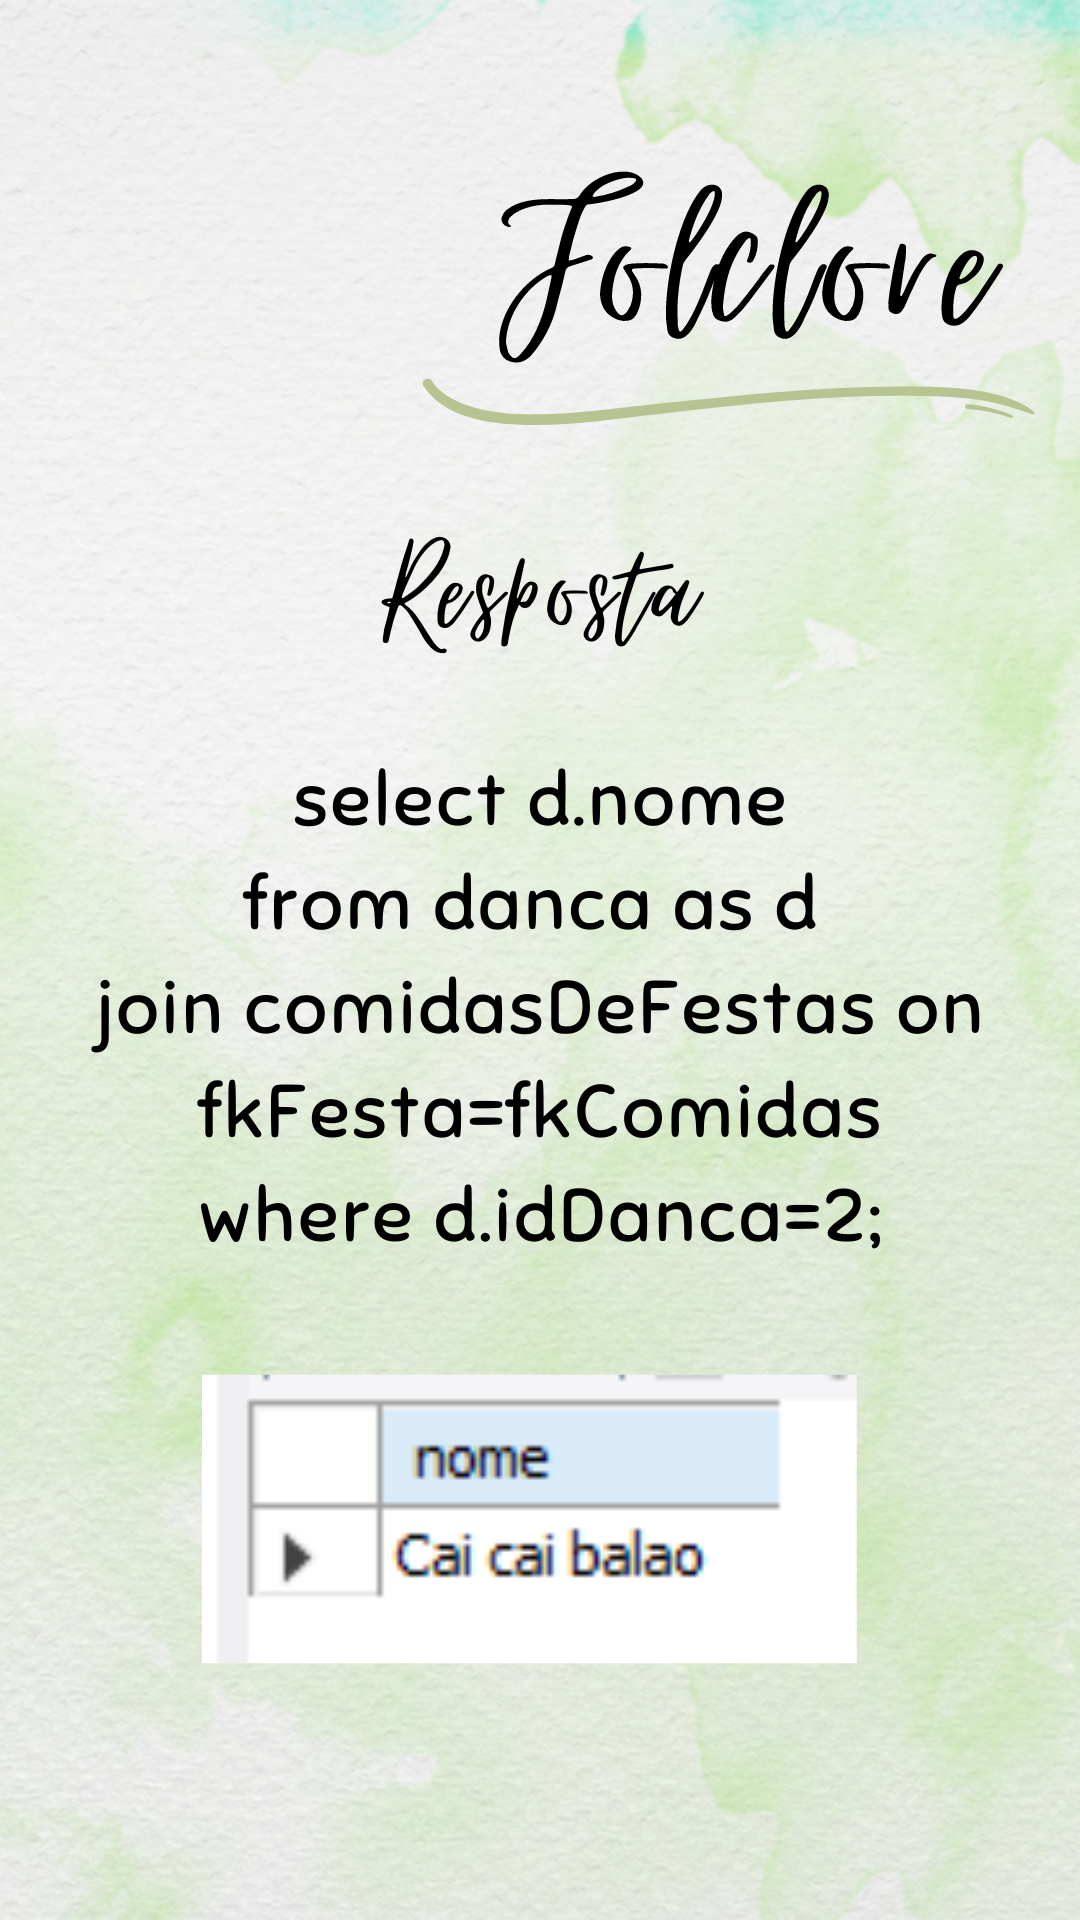 Folclore
Resposta
select d.nome
from danca as d
join comidasDeFestas on
fkFesta=fkComidas
where d.idDanca=2;
nome
Cai cai balao